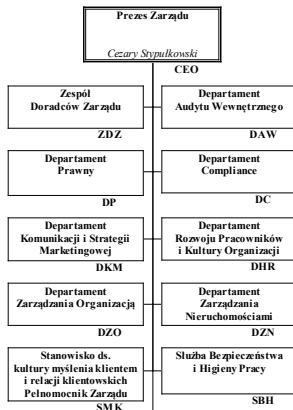 Prezes Zarządu
Cezary Stypułkowski
CEO
Zespół
Doradców Zarządu
ZDZ
Departament
Audytu Wewnętrznego
DAW
Departament
Prawny
DP
Departament
Compliance
DC
Departament
Komunikacji i Strategii
Marketingowej
DKM
Departament
Rozwoju Pracowników
i Kultury Organizacji
DHR
Departament
Zarządzania Organizacją
DZO
Departament
Zarządzania
Nieruchomościami
DZN
Stanowisko ds.
kultury myślenia klientem
i relacji klientowskich
Pełnomocnik Zarządu
SMK
Służba Bezpieczeństwa
i Higieny Pracy
SBH